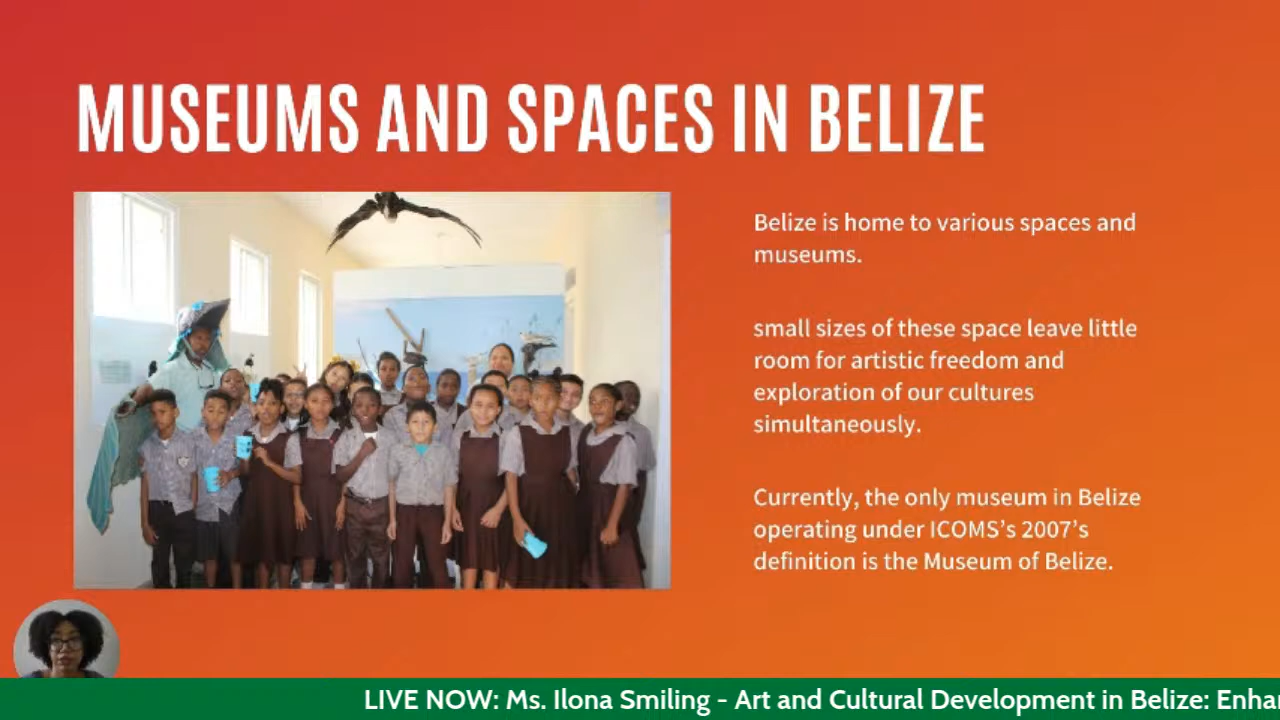 MUSEUMS AND SPACES IN BELIZE
Belize is home to various spaces and
museums.
small sizes of these space leave little
room for artistic freedom and
exploration of our cultures
simultaneously.
Currently, the only museum in Belize
operating under ICOMS's 2007's
definition is the Museum of Belize.
LIVE NOW: Ms. Ilona Smiling - Art and Cultural Development in Belize: Enha